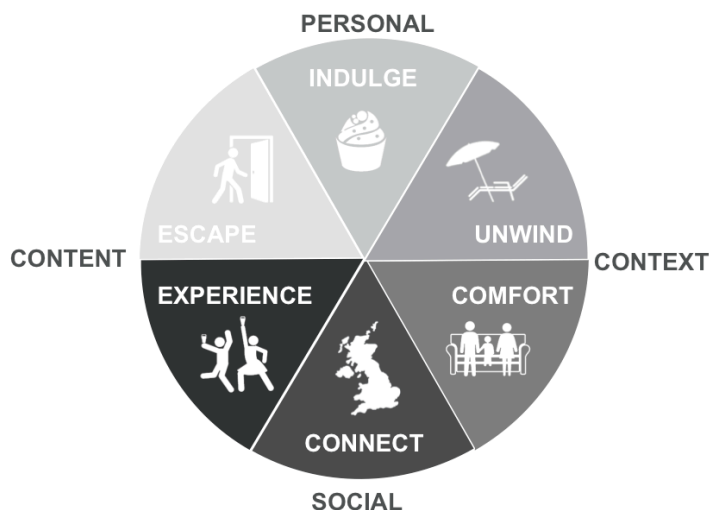 PERSONAL
INDULGE
ESCAPE
UNWIND
CONTENT
CONTEXT
EXPERIENCE
COMFORT
CONNECT
SOCIAL